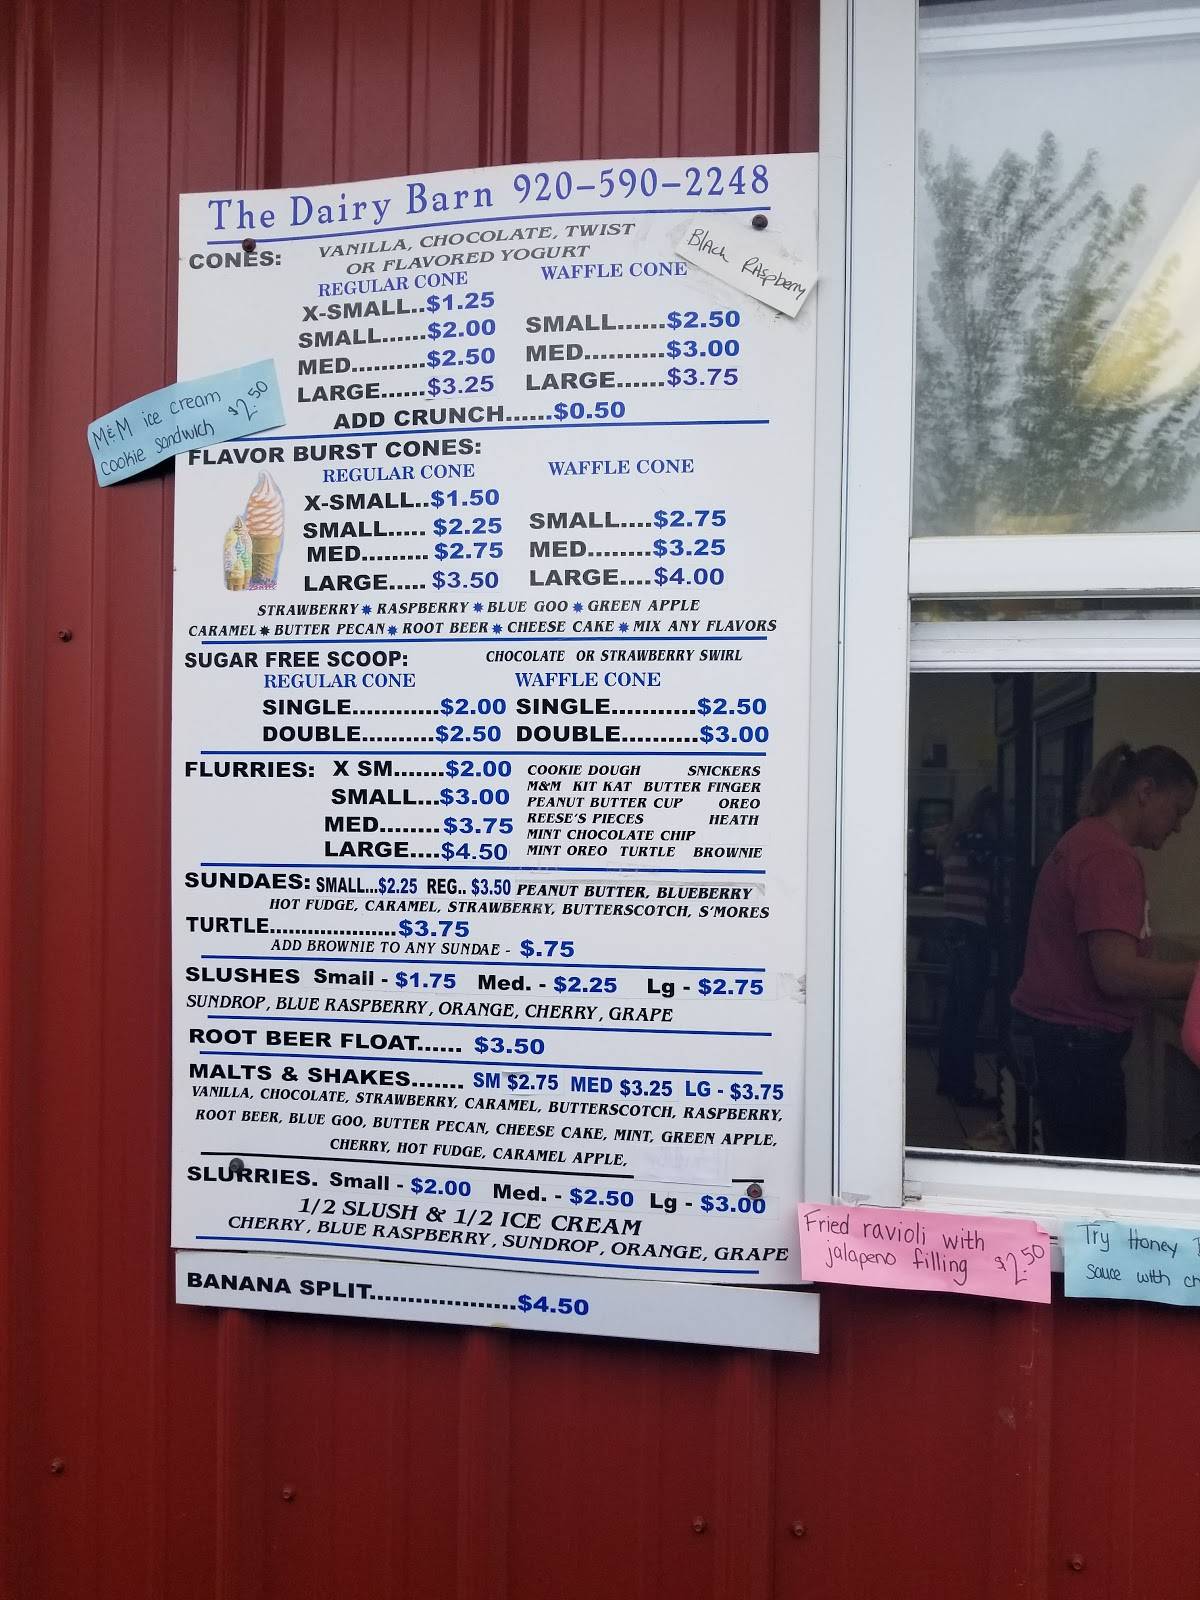 The Dairy Barn 920-590-2248
CONES: VANILLA, CHOCOLATE, TWIST
OR FLAVORED YOGURT
Black Raspberry
REGULAR CONE WAFFLE CONE
X-SMALL..$1.25
SMALL......$2.00 SMALL......$2.50
MED..........$2.50 MED..........$3.00
LARGE......$3.25 LARGE......$3.75
ADD CRUNCH......$0.50
M&M ice cream
cookie sandwich $2.50
FLAVOR BURST CONES:
REGULAR CONE WAFFLE CONE
X-SMALL..$1.50
SMALL..... $2.25 SMALL....$2.75
MED......... $2.75 MED........$3.25
LARGE..... $3.50 LARGE....$4.00
STRAWBERRY * RASPBERRY * BLUE GOO * GREEN APPLE
CARAMEL * BUTTER PECAN * ROOT BEER * CHEESE CAKE * MIX ANY FLAVORS
SUGAR FREE SCOOP: CHOCOLATE OR STRAWBERRY SWIRL
REGULAR CONE WAFFLE CONE
SINGLE............$2.00 SINGLE............$2.50
DOUBLE..........$2.50 DOUBLE..........$3.00
FLURRIES: X SM.......$2.00 COOKIE DOUGH SNICKERS
M&M KIT KAT BUTTER FINGER
SMALL...$3.00 PEANUT BUTTER CUP OREO
REESE'S PIECES HEATH
MED........$3.75 MINT CHOCOLATE CHIP
LARGE....$4.50 MINT OREO TURTLE BROWNIE
SUNDAES: SMALL...$2.25 REG.. $3.50 PEANUT BUTTER, BLUEBERRY
HOT FUDGE, CARAMEL, STRAWBERRY, BUTTERSCOTCH, S'MORES
TURTLE....................$3.75
ADD BROWNIE TO ANY SUNDAE - $.75
SLUSHES Small - $1.75 Med. - $2.25 Lg - $2.75
SUNDROP, BLUE RASPBERRY, ORANGE, CHERRY, GRAPE
ROOT BEER FLOAT...... $3.50
MALTS & SHAKES....... SM $2.75 MED $3.25 LG - $3.75
VANILLA, CHOCOLATE, STRAWBERRY, CARAMEL, BUTTERSCOTCH, RASPBERRY,
ROOT BEER, BLUE GOO, BUTTER PECAN, CHEESE CAKE, MINT, GREEN APPLE,
CHERRY, HOT FUDGE, CARAMEL APPLE,
SLURRIES. Small - $2.00 Med. - $2.50 Lg - $3.00
1/2 SLUSH & 1/2 ICE CREAM
CHERRY, BLUE RASPBERRY, SUNDROP, ORANGE, GRAPE
BANANA SPLIT....................$4.50
Fried ravioli with
jalapeno filling $2.50
Try Honey
sauce with